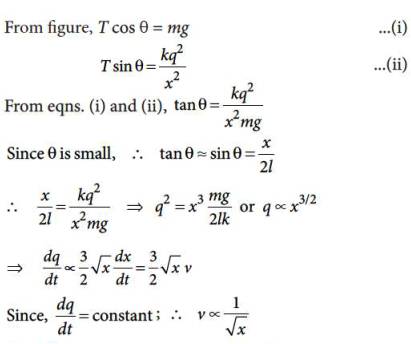 From figure, T cos θ = mg ...(i)
T sin θ = kq²/x² ...(ii)
From eqns. (i) and (ii), tan θ = kq²/x²mg
Since θ is small, ∴ tan θ ≈ sin θ = x/2l
∴ x/2l = kq²/x²mg ⇒ q² = x³ mg/2lk or q ∝ x^3/2
⇒ dq/dt ∝ 3/2 √x dx/dt = 3/2 √x v
Since, dq/dt = constant ; ∴ v ∝ 1/√x